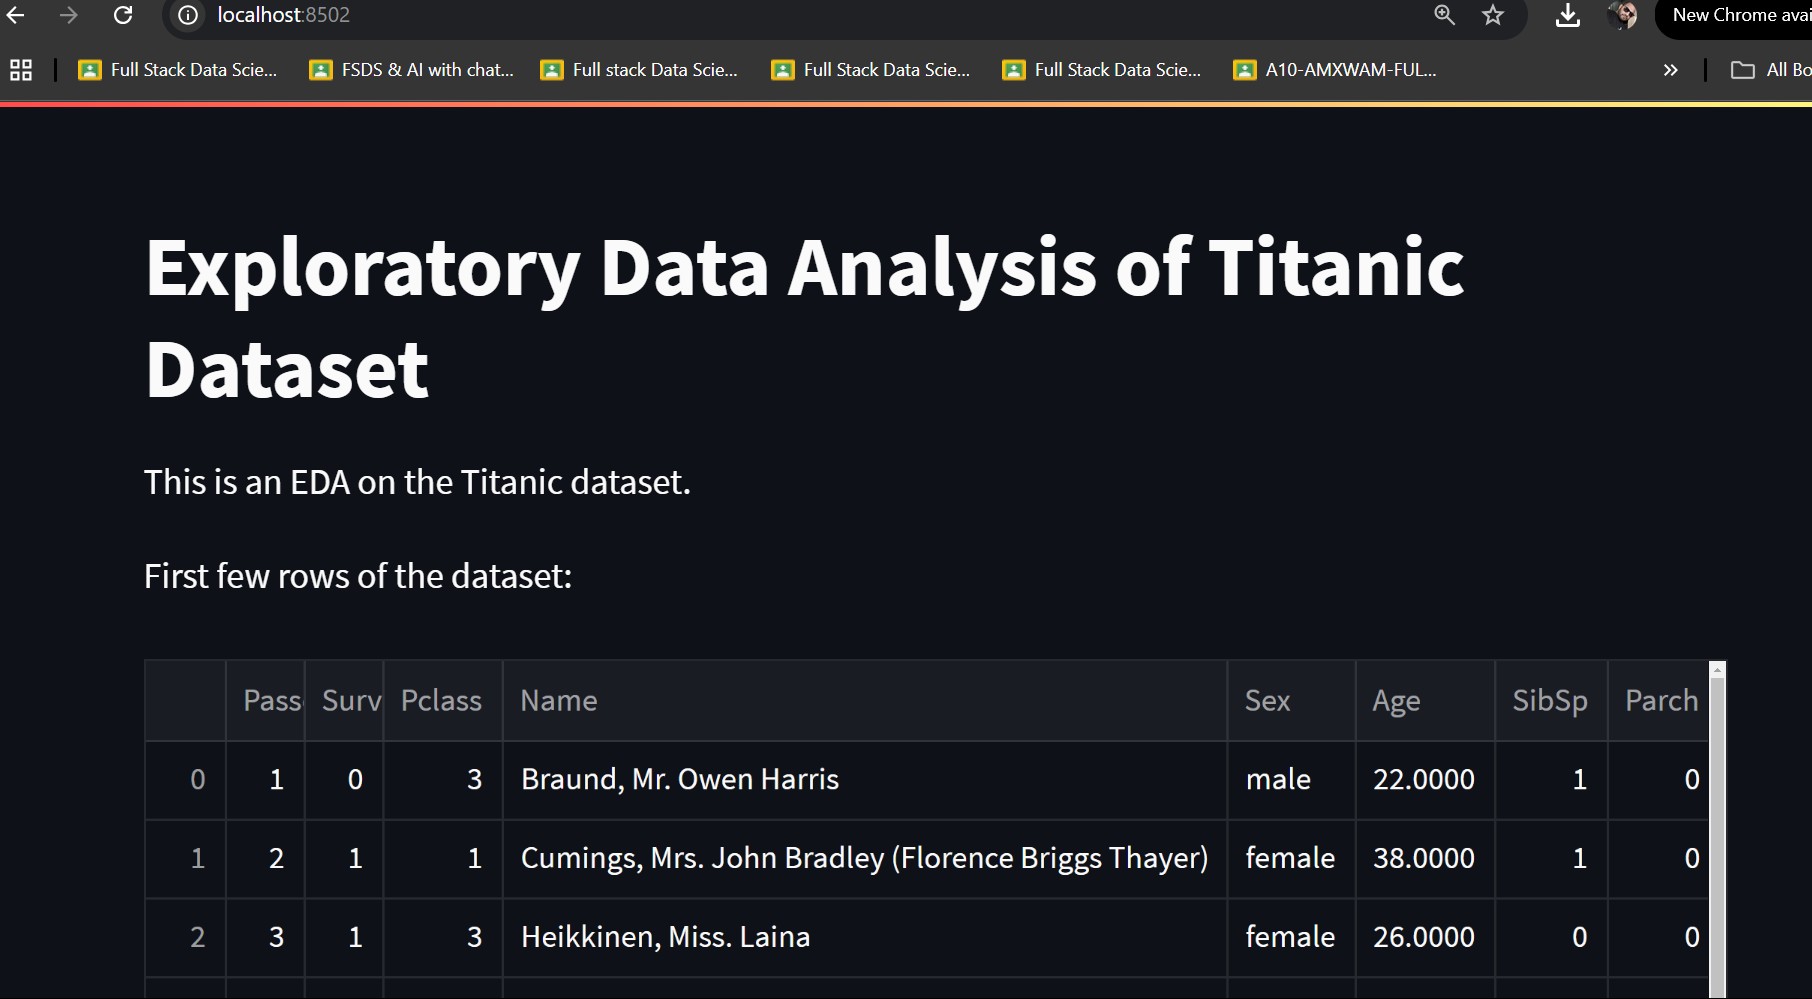 localhost:8502
New Chrome avai
Full Stack Data Scie... FSDS & AI with chat... Full stack Data Scie... Full Stack Data Scie... Full Stack Data Scie... A10-AMXWAM-FUL... » All Bo
Exploratory Data Analysis of Titanic
Dataset
This is an EDA on the Titanic dataset.
First few rows of the dataset:
Pass Surv Pclass Name Sex Age SibSp Parch
0 1 0 3 Braund, Mr. Owen Harris male 22.0000 1 0
1 2 1 1 Cumings, Mrs. John Bradley (Florence Briggs Thayer) female 38.0000 1 0
2 3 1 3 Heikkinen, Miss. Laina female 26.0000 0 0